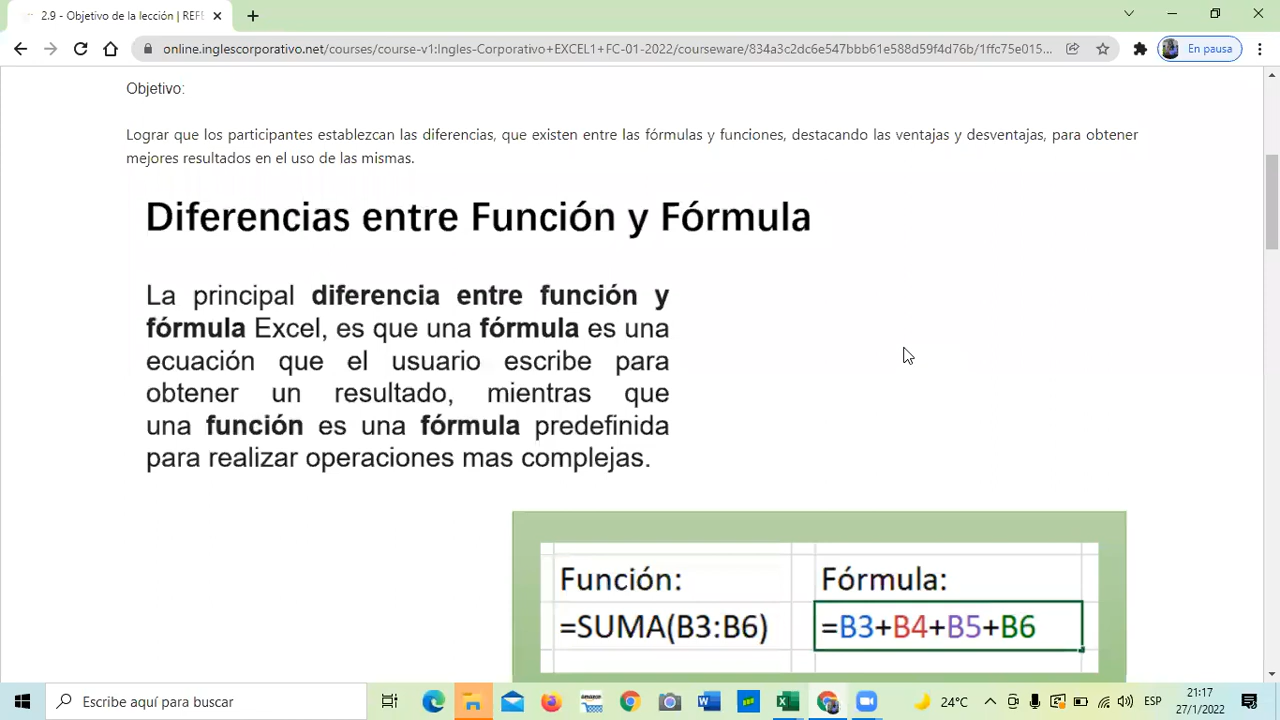 2.9 - Objetivo de la lección | REFE
online.inglescorporativo.net/courses/course-v1:Ingles-Corporativo+EXCEL1+FC-01-2022/courseware/
En pausa
Objetivo:
Lograr que los participantes establezcan las diferencias, que existen entre las fórmulas y funciones, destacando las ventajas y desventajas, para obtener
mejores resultados en el uso de las mismas.
Diferencias entre Función y Fórmula
La principal diferencia entre función y
fórmula Excel, es que una fórmula es una
ecuación que el usuario escribe para
obtener un resultado, mientras que
una función es una fórmula predefinida
para realizar operaciones mas complejas.
Función: Fórmula:
=SUMA(B3:B6) =B3+B4+B5+B6
Escribe aquí para buscar
amazon
24°C
ESP
21:17
27/1/2022